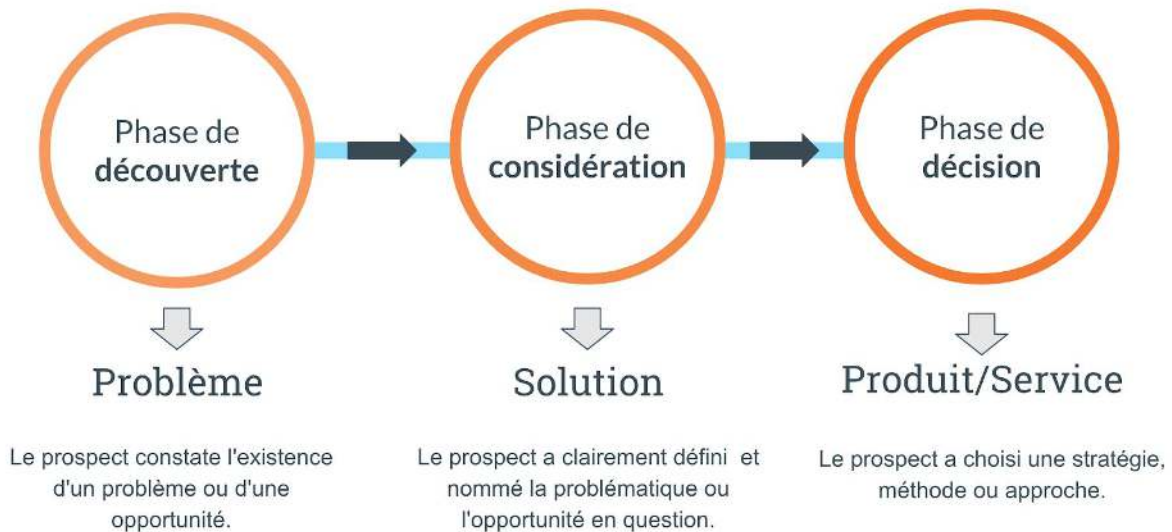 Phase de
découverte
Phase de
considération
Phase de
décision
Problème
Solution
Produit/Service
Le prospect constate l'existence
d'un problème ou d'une
opportunité.
Le prospect a clairement défini et
nommé la problématique ou
l'opportunité en question.
Le prospect a choisi une stratégie,
méthode ou approche.